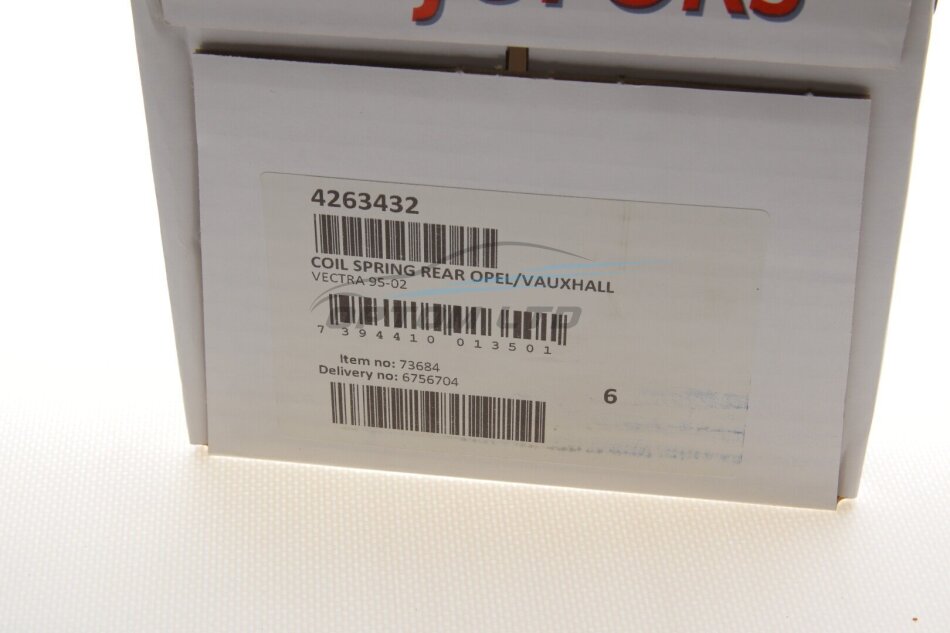 4263432
COIL SPRING REAR OPEL/VAUXHALL
VECTRA 95-02
7 394410 013501
Item no: 73684
Delivery no: 6756704
6